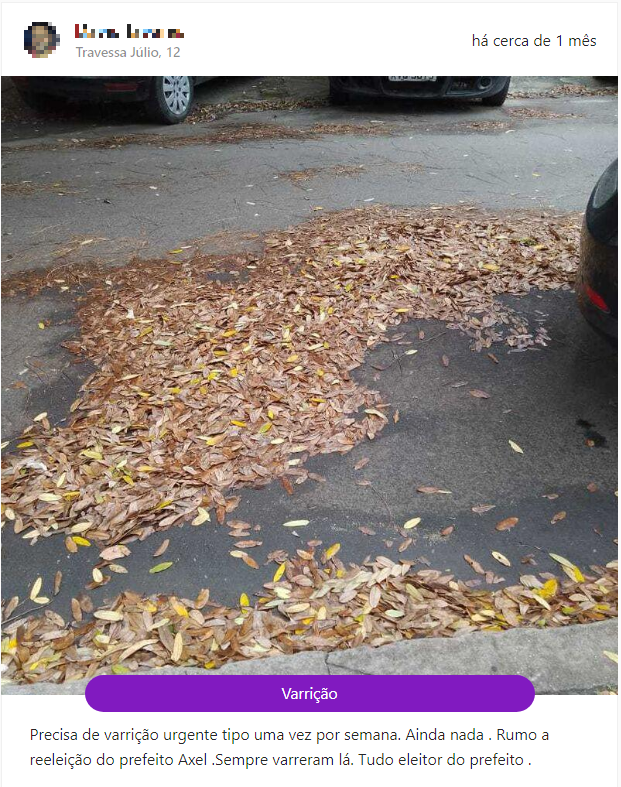 Travessa Júlio, 12
há cerca de 1 mês
Varrição
Precisa de varrição urgente tipo uma vez por semana. Ainda nada . Rumo a
reeleição do prefeito Axel .Sempre varreram lá. Tudo eleitor do prefeito .